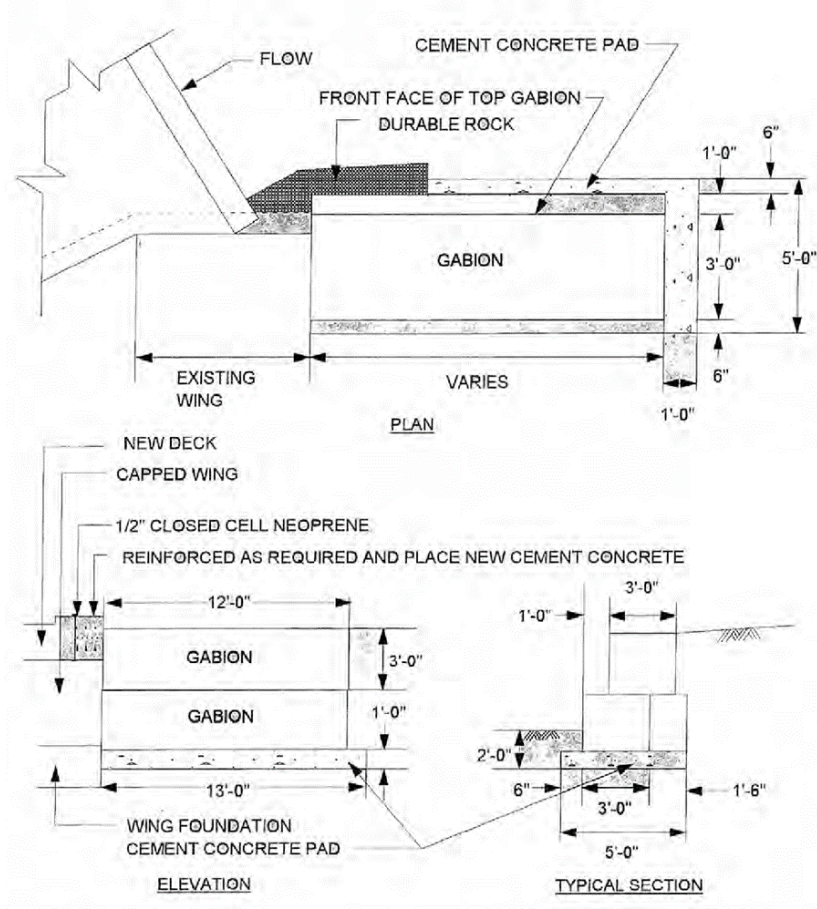 CEMENT CONCRETE PAD
FLOW
FRONT FACE OF TOP GABION
DURABLE ROCK
6"
1'-0"
GABION
3'-0"
5'-0"
EXISTING
WING
VARIES
6"
1'-0"
PLAN
NEW DECK
CAPPED WING
1/2" CLOSED CELL NEOPRENE
REINFORCED AS REQUIRED AND PLACE NEW CEMENT CONCRETE
12'-0"
GABION
3'-0"
GABION
1'-0"
13'-0"
WING FOUNDATION
CEMENT CONCRETE PAD
ELEVATION
3'-0"
1'-0"
2'-0"
6"
3'-0"
1'-6"
5'-0"
TYPICAL SECTION